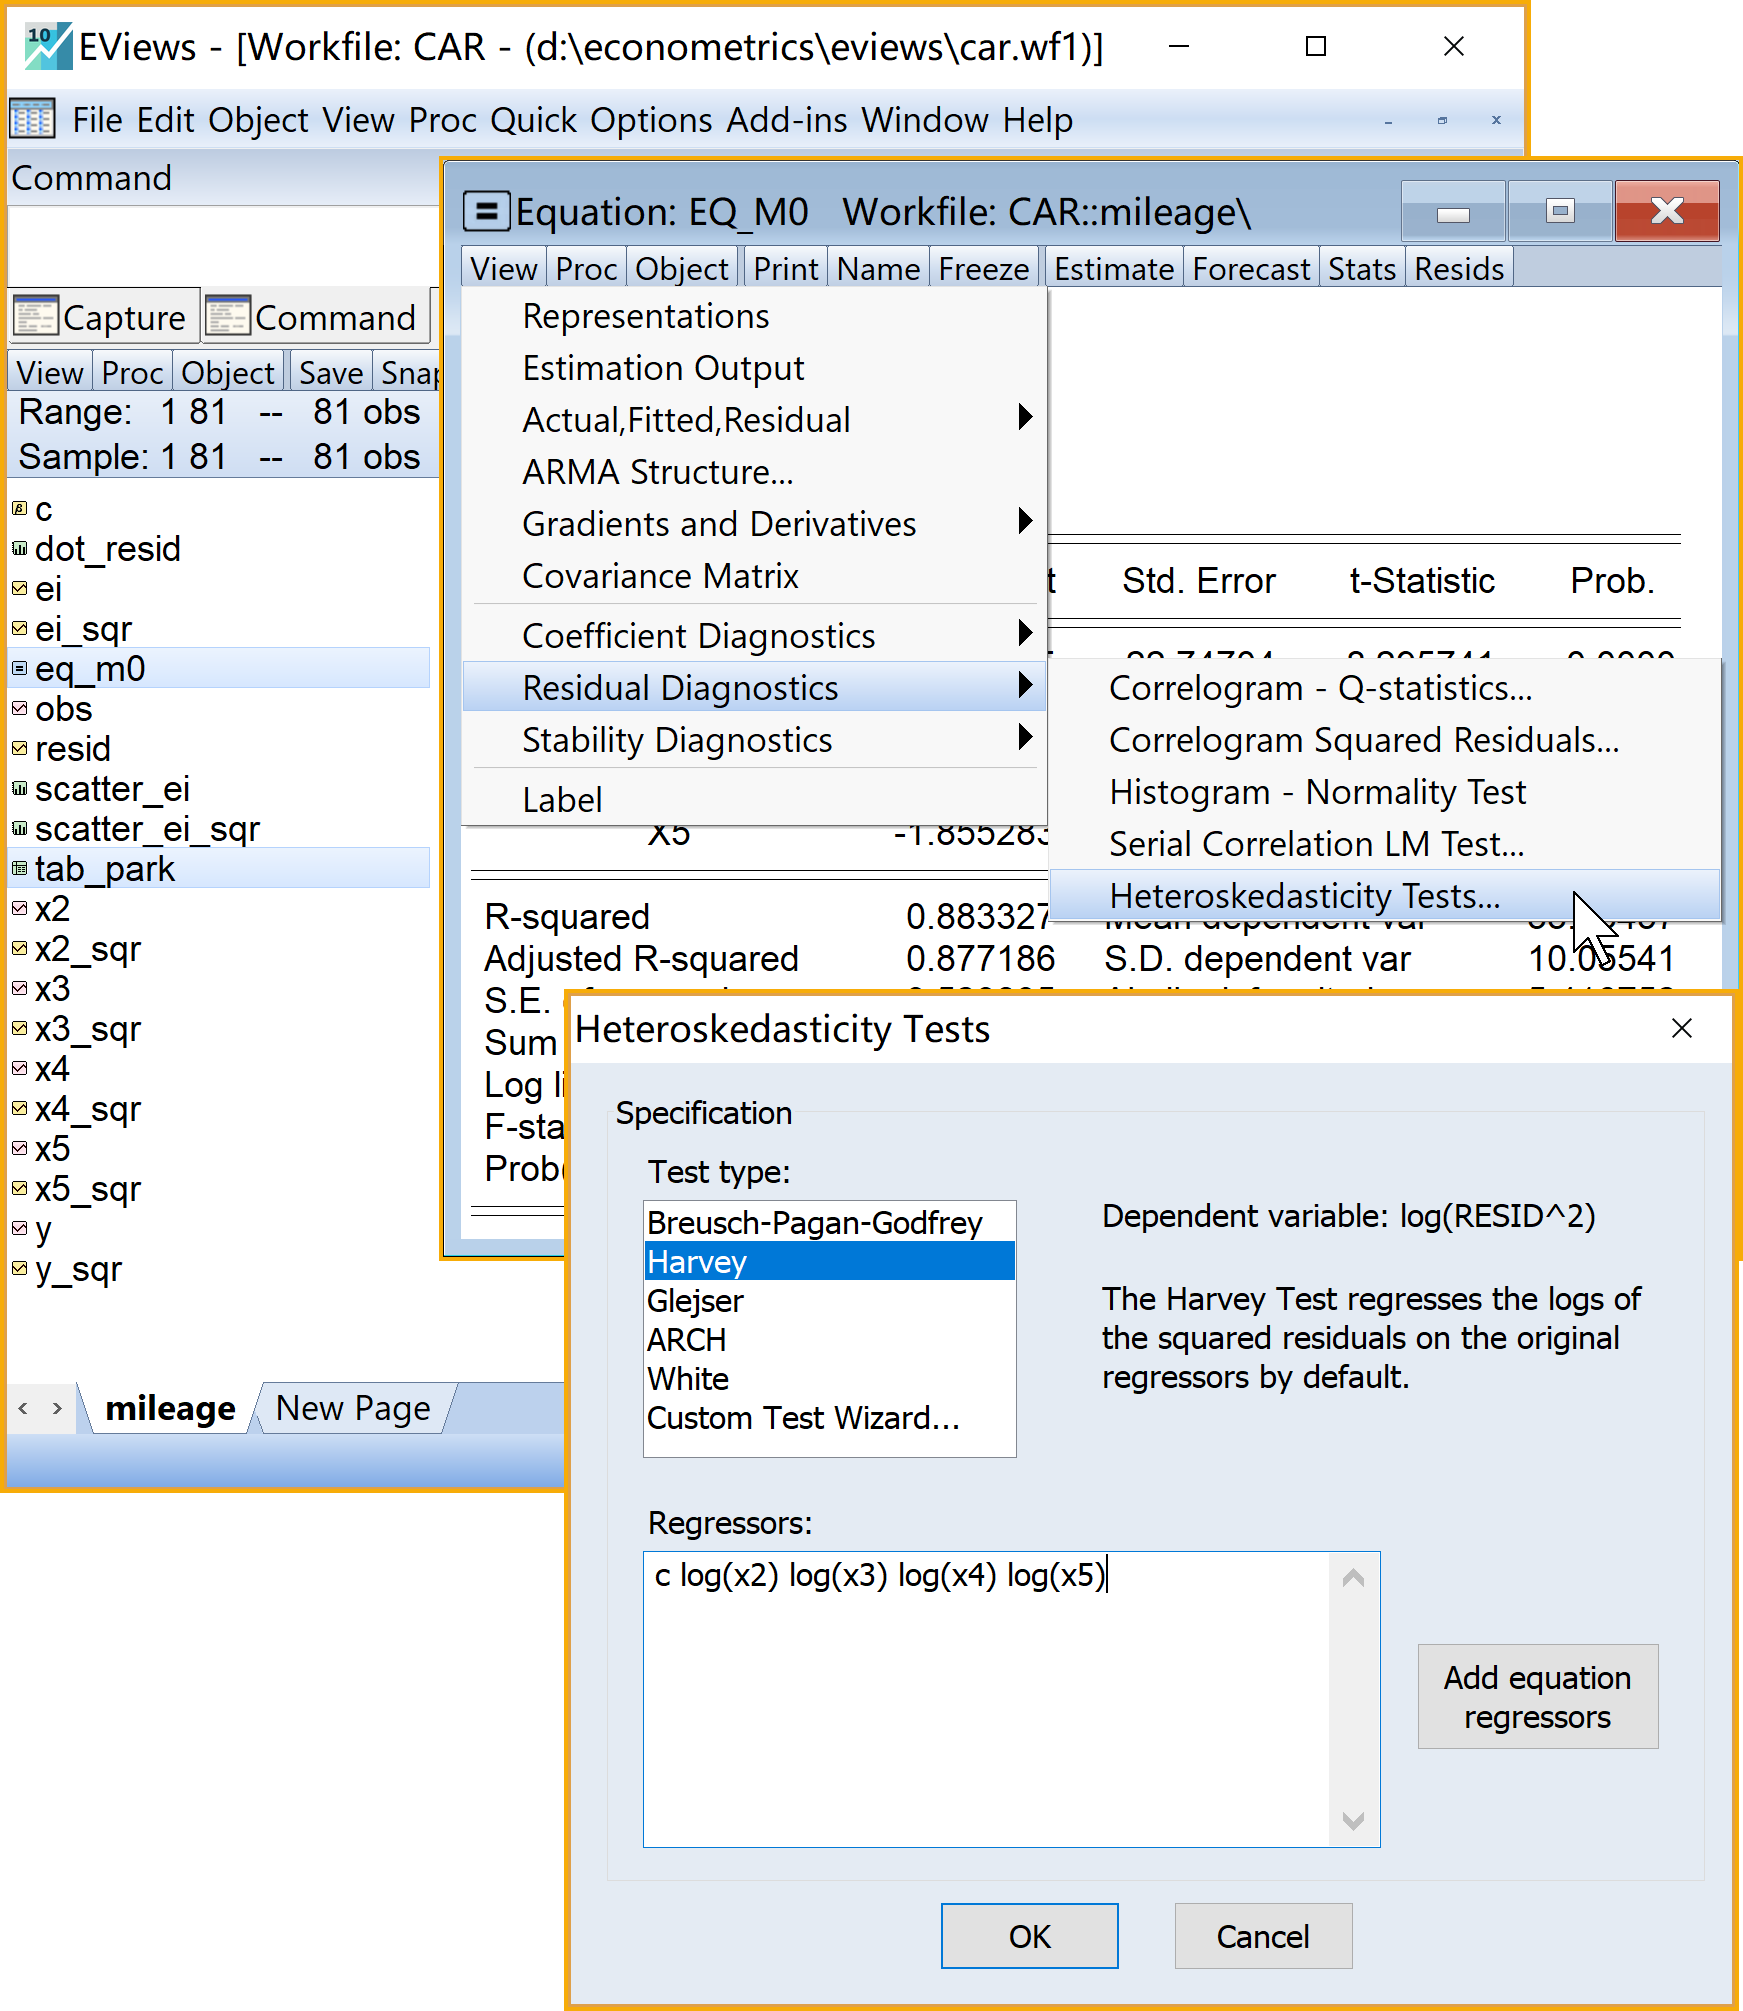 10
EViews - [Workfile: CAR - (d:\econometrics\eviews\car.wf1)]
File Edit Object View Proc Quick Options Add-ins Window Help
Command
Capture Command
View Proc Object Save Snap
Range: 1 81 -- 81 obs
Sample: 1 81 -- 81 obs
c
dot_resid
ei
ei_sqr
eq_m0
obs
resid
scatter_ei
scatter_ei_sqr
tab_park
x2
x2_sqr
x3
x3_sqr
x4
x4_sqr
x5
x5_sqr
y
y_sqr
mileage New Page
Equation: EQ_M0 Workfile: CAR::mileage\
View Proc Object Print Name Freeze Estimate Forecast Stats Resids
Representations
Estimation Output
Actual,Fitted,Residual
ARMA Structure...
Gradients and Derivatives
Covariance Matrix
Coefficient Diagnostics
Residual Diagnostics
Stability Diagnostics
Label
Correlogram - Q-statistics...
Correlogram Squared Residuals...
Histogram - Normality Test
Serial Correlation LM Test...
Heteroskedasticity Tests...
t Std. Error t-Statistic Prob.
X5 -1.855283
R-squared 0.883327 Mean dependent var
Adjusted R-squared 0.877186 S.D. dependent var 10.05541
S.E.
Sum
Log li
F-sta
Prob(
Heteroskedasticity Tests
Specification
Test type:
Breusch-Pagan-Godfrey
Harvey
Glejser
ARCH
White
Custom Test Wizard...
Dependent variable: log(RESID^2)
The Harvey Test regresses the logs of
the squared residuals on the original
regressors by default.
Regressors:
c log(x2) log(x3) log(x4) log(x5)
Add equation
regressors
OK Cancel